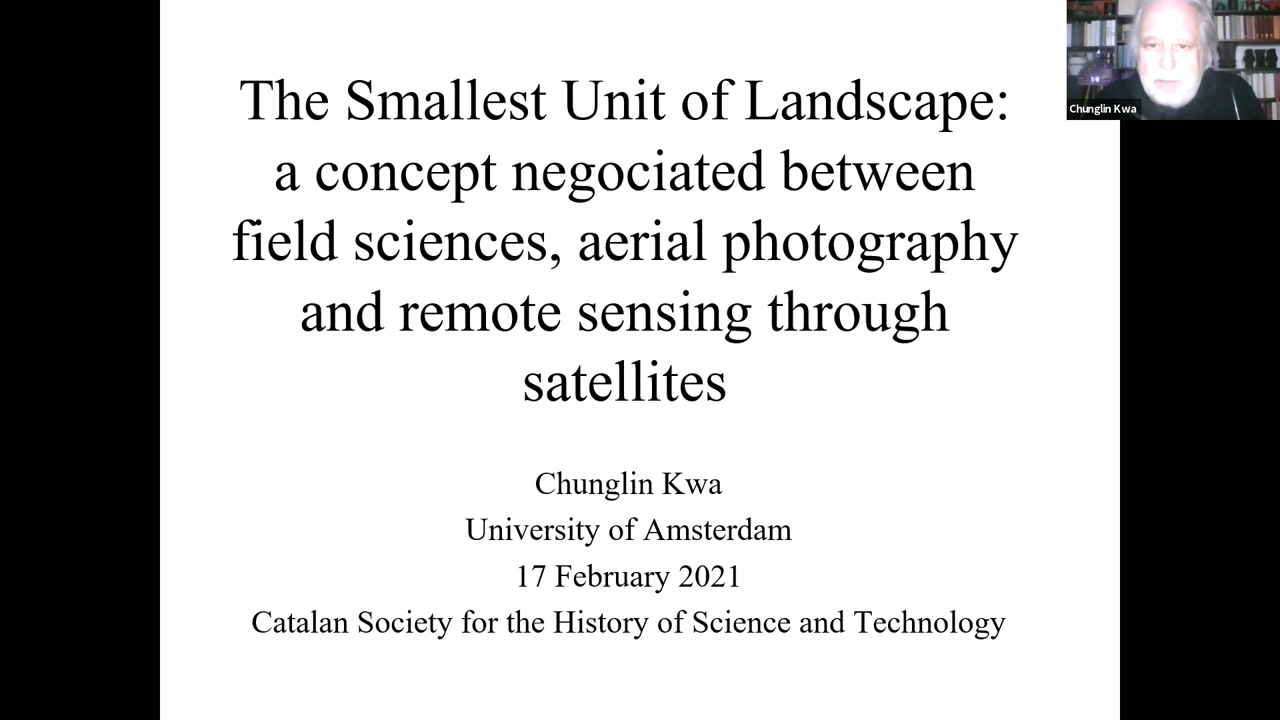 The Smallest Unit of Landscape:
a concept negociated between
field sciences, aerial photography
and remote sensing through
satellites
Chunglin Kwa
University of Amsterdam
17 February 2021
Catalan Society for the History of Science and Technology
Chunglin Kwa